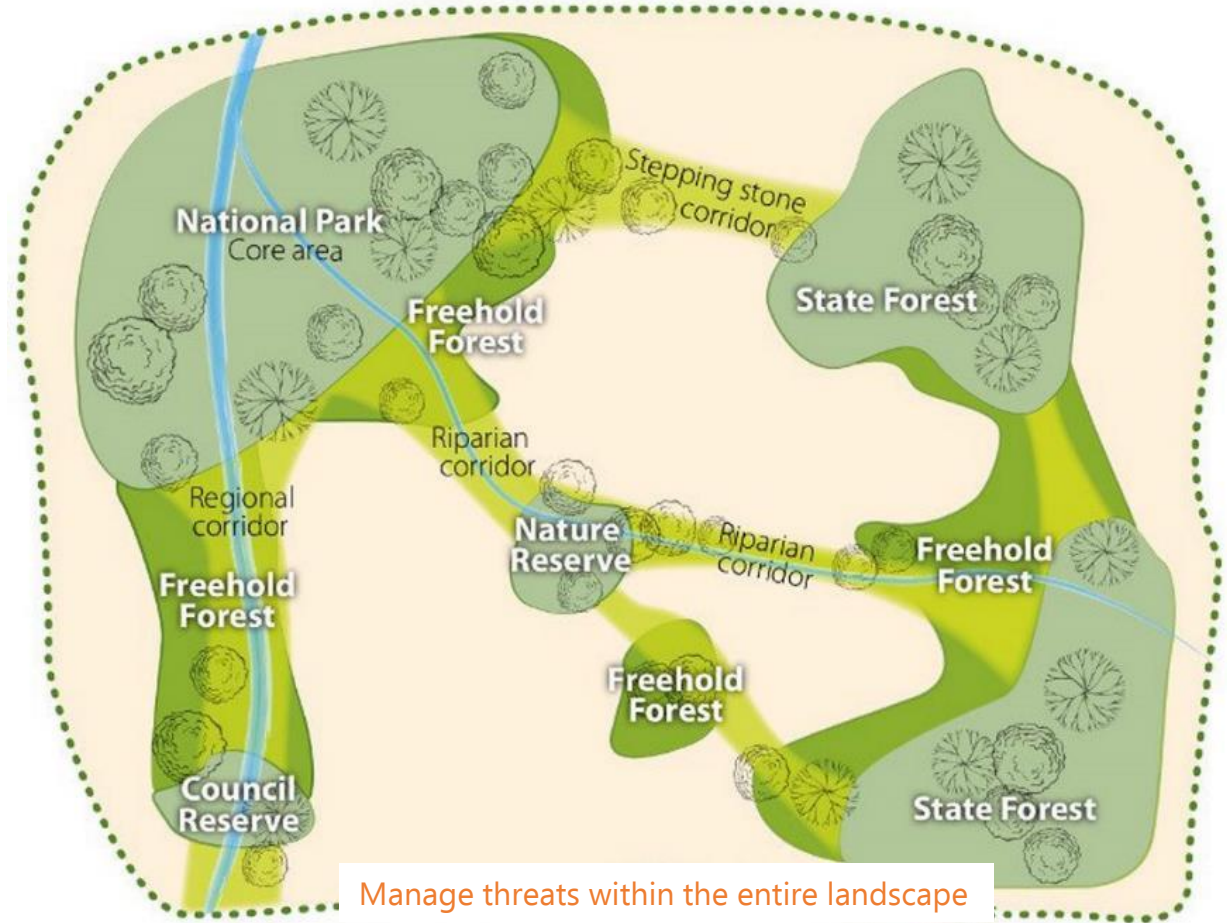 Stepping stone
corridor
National Park
Core area
State Forest
Freehold
Forest
Riparian
corridor
Regional
corridor
Nature
Reserve
Riparian
corridor
Freehold
Forest
Freehold
Forest
Freehold
Forest
Council
Reserve
State Forest
Manage threats within the entire landscape